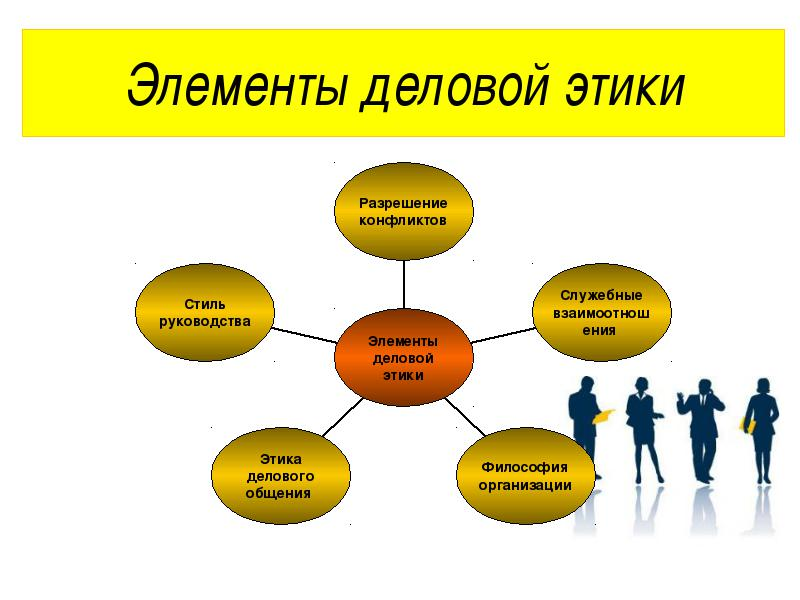 Элементы деловой этики
Разрешение
конфликтов
Стиль
руководства
Служебные
взаимоотнош
ения
Элементы
деловой
этики
Этика
делового
общения
Философия
организации